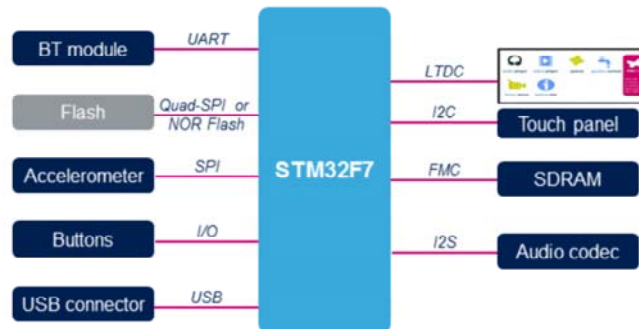 BT module
UART
Flash
Quad-SPI or
NOR Flash
Accelerometer
SPI
Buttons
I/O
USB connector
USB
STM32F7
LTDC
I2C
Touch panel
FMC
SDRAM
I2S
Audio codec